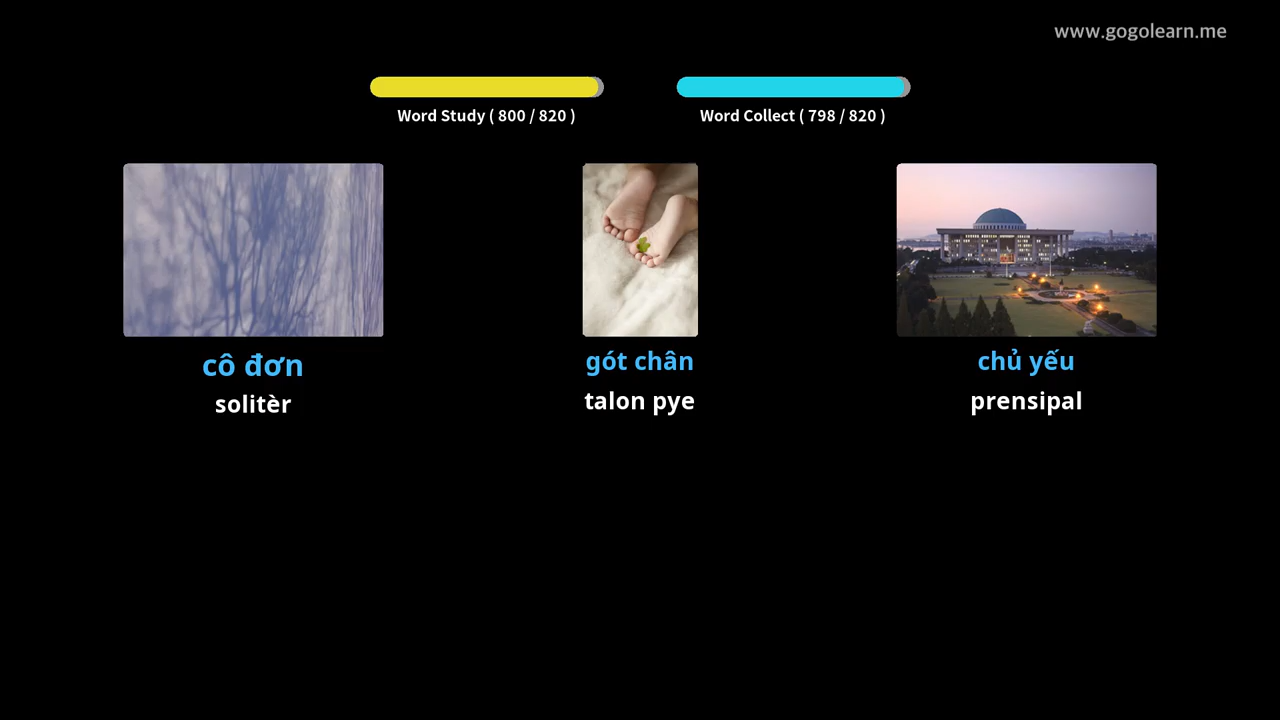 www.gogolearn.me
Word Study ( 800 / 820 )
Word Collect ( 798 / 820 )
cô đơn
solitèr
gót chân
talon pye
chủ yếu
prensipal